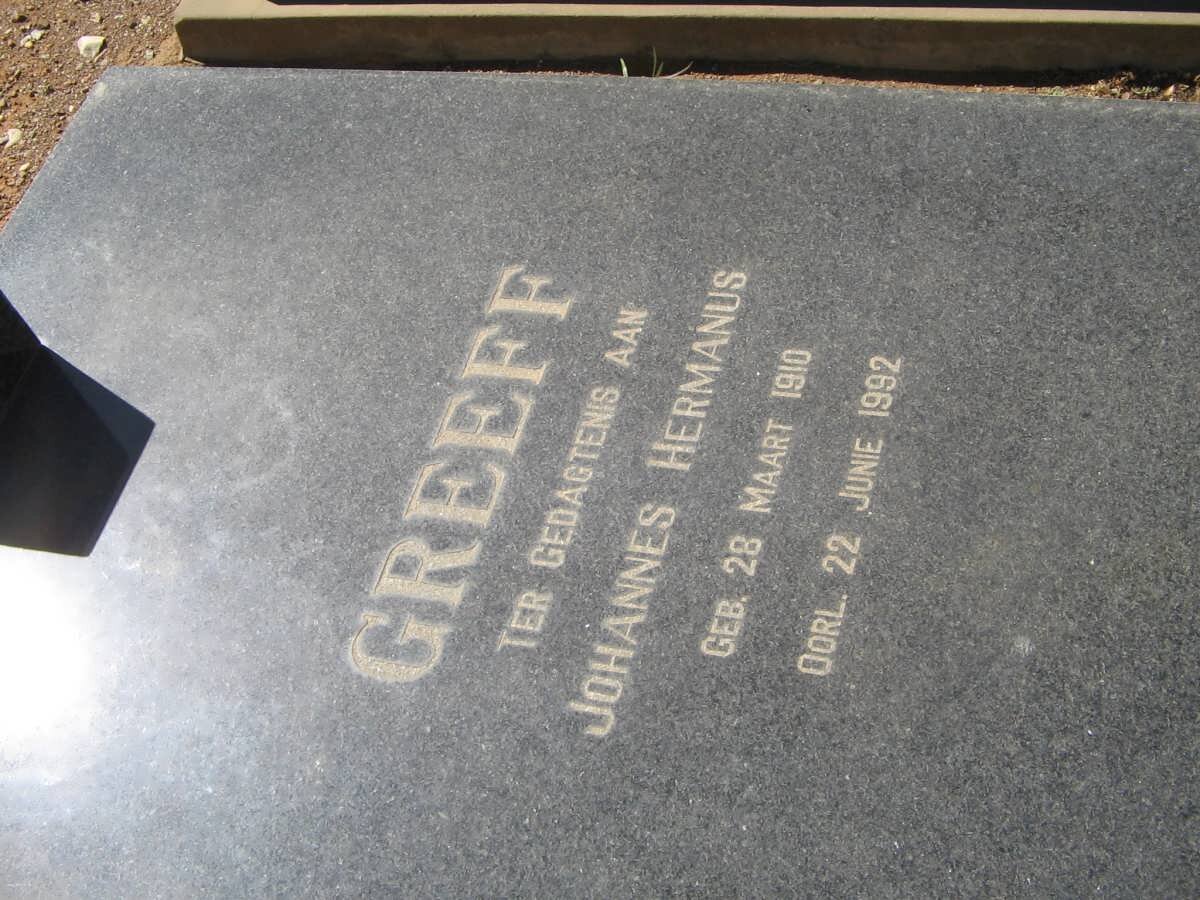 GREEFF
TER GEDAGTENIS AAN
JOHANNES HERMANUS
GEB. 28 MAART 1910
OORL. 22 JUNIE 1992